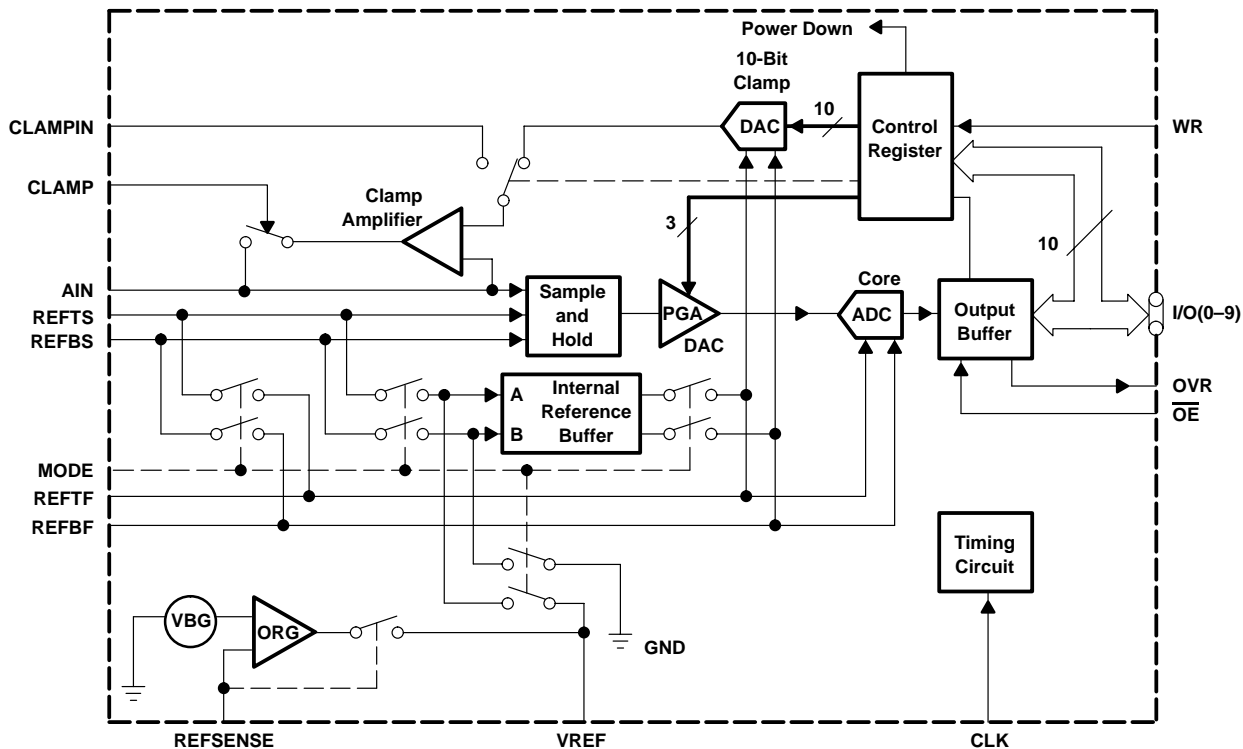 Power Down
10-Bit
Clamp
10
DAC
Control
Register
CLAMPIN
WR
CLAMP
Clamp
Amplifier
3
10
AIN
REFTS
REFBS
Sample
and
Hold
PGA
DAC
Core
ADC
Output
Buffer
I/O(0–9)
OVR
OE
A
B
Internal
Reference
Buffer
MODE
REFTF
REFBF
Timing
Circuit
VBG
ORG
GND
REFSENSE
VREF
CLK